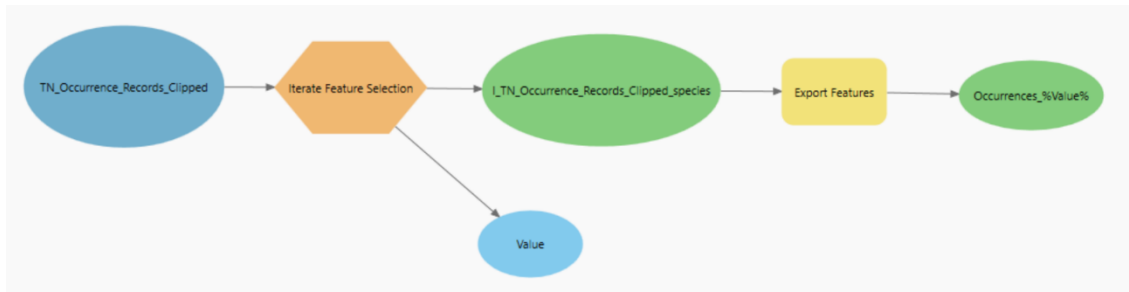 TN_Occurrence_Records_Clipped
Iterate Feature Selection
I_TN_Occurrence_Records_Clipped_species
Export Features
Occurrences_%Value%
Value